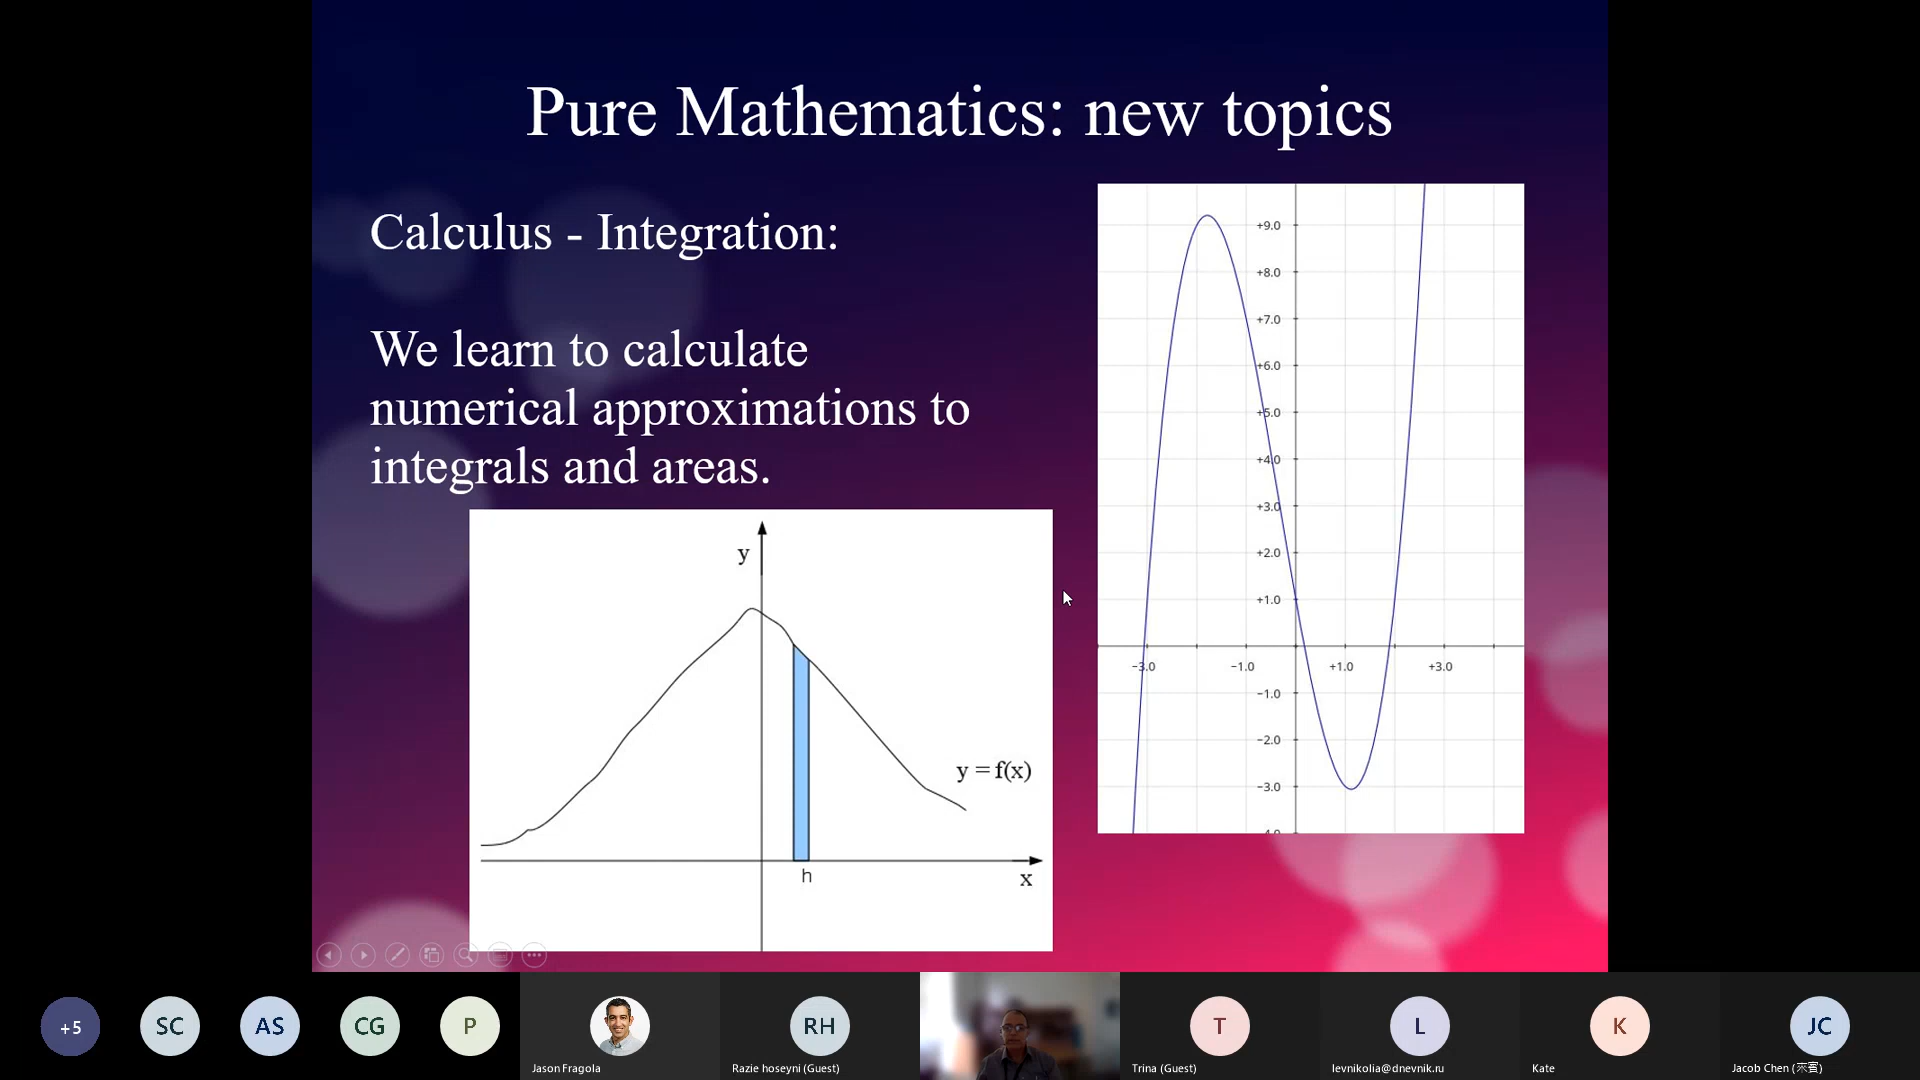 Pure Mathematics: new topics
Calculus - Integration:
We learn to calculate
numerical approximations to
integrals and areas.
y
y = f(x)
h
x
+9.0
+8.0
+7.0
+6.0
+5.0
+4.0
+3.0
+2.0
+1.0
−3.0
−1.0
+1.0
+3.0
−1.0
−2.0
−3.0
+5
SC
AS
CG
P
Jason Fragola
RH
Razie hoseyni (Guest)
T
Trina (Guest)
L
levnikolia@dnevnik.ru
K
Kate
JC
Jacob Chen (